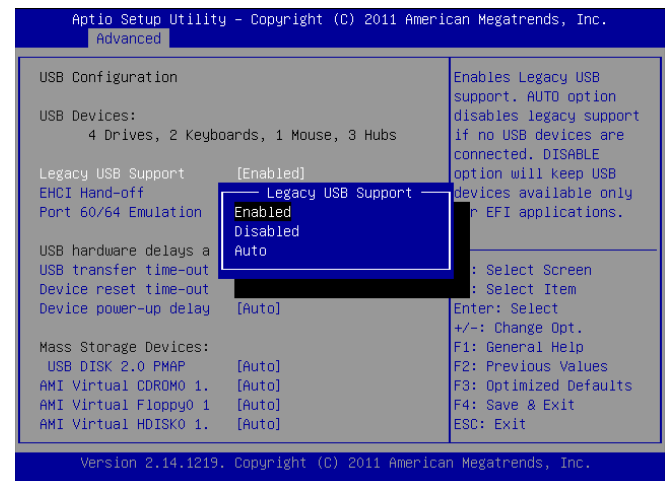 Aptio Setup Utility – Copyright (C) 2011 American Megatrends, Inc.
Advanced
USB Configuration
USB Devices:
4 Drives, 2 Keyboards, 1 Mouse, 3 Hubs
Legacy USB Support [Enabled]
EHCI Hand-off
Port 60/64 Emulation
USB hardware delays a
USB transfer time-out
Device reset time-out
Device power-up delay [Auto]
Mass Storage Devices:
USB DISK 2.0 PMAP [Auto]
AMI Virtual CDROM0 1. [Auto]
AMI Virtual Floppy0 1 [Auto]
AMI Virtual HDISK0 1. [Auto]
Legacy USB Support
Enabled
Disabled
Auto
Enables Legacy USB
support. AUTO option
disables legacy support
if no USB devices are
connected. DISABLE
option will keep USB
devices available only
EFI applications.
: Select Screen
: Select Item
Enter: Select
+/-: Change Opt.
F1: General Help
F2: Previous Values
F3: Optimized Defaults
F4: Save & Exit
ESC: Exit
Version 2.14.1219. Copyright (C) 2011 American Megatrends, Inc.